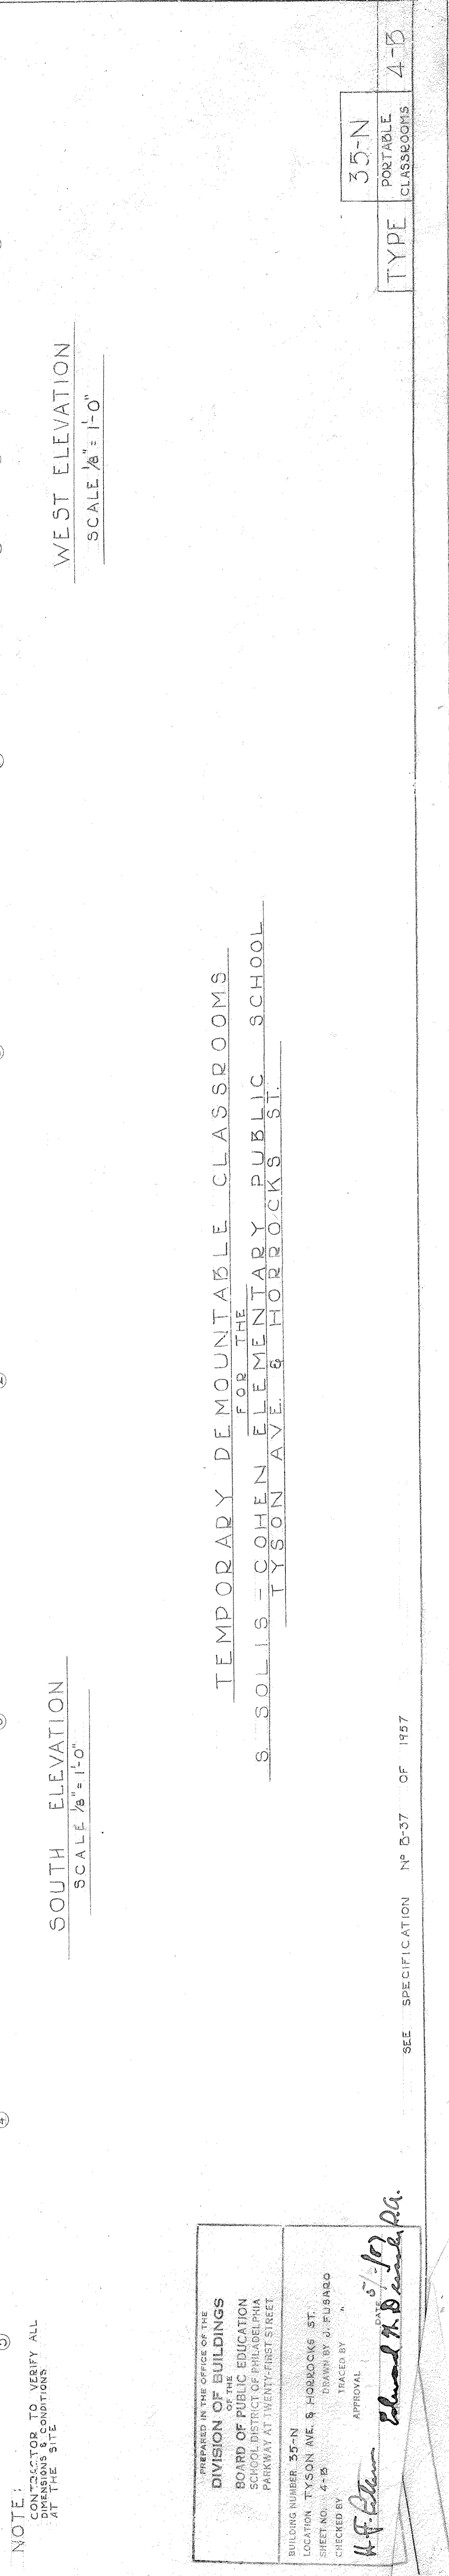 NOTE:
CONTRACTOR TO VERIFY ALL
DIMENSIONS & CONDITIONS
AT THE SITE
5
4
SOUTH ELEVATION
SCALE 1/8" = 1'-0"
WEST ELEVATION
SCALE 1/8" = 1'-0"
TEMPORARY DEMOUNTABLE CLASSROOMS
FOR THE
S. SOLIS-COHEN ELEMENTARY PUBLIC SCHOOL
TYSON AVE. & HORROCKS ST.
PREPARED IN THE OFFICE OF THE
DIVISION OF BUILDINGS
OF THE
BOARD OF PUBLIC EDUCATION
SCHOOL DISTRICT OF PHILADELPHIA
PARKWAY AT TWENTY-FIRST STREET
BUILDING NUMBER 35-N
LOCATION TYSON AVE. & HORROCKS ST.
SHEET NO. 4-B DRAWN BY J. FUSARO
CHECKED BY TRACED BY "
APPROVAL DATE
SEE SPECIFICATION No B-37 OF 1957
35-N
TYPE PORTABLE CLASSROOMS 4-B